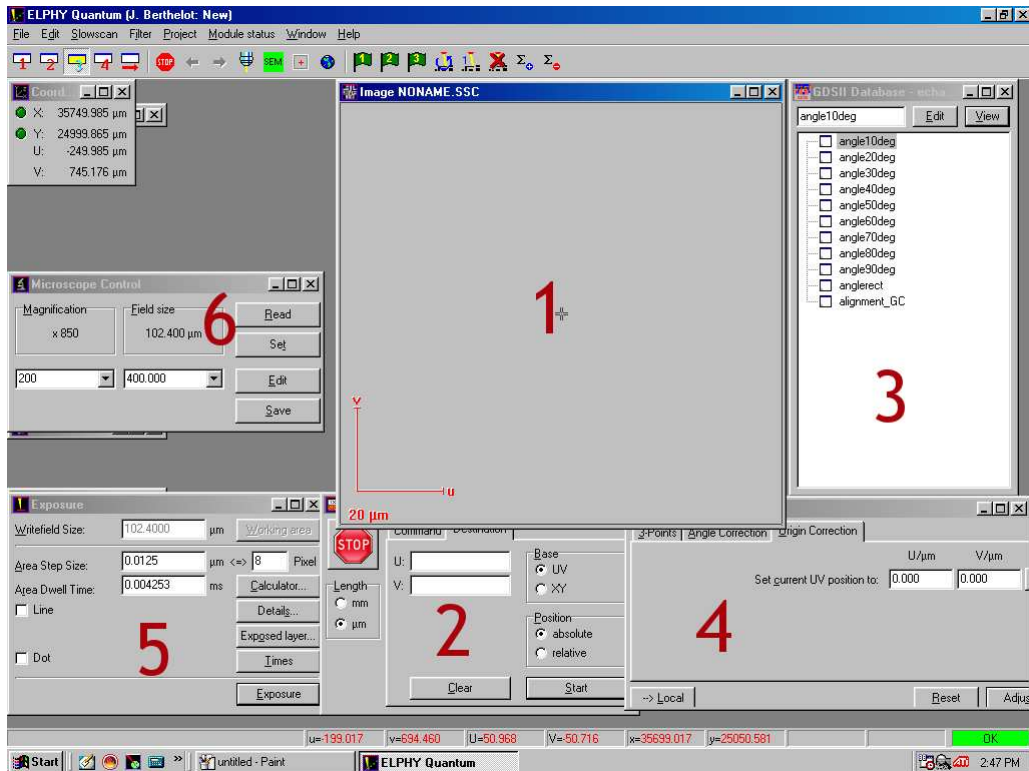 ELPHY Quantum (J. Berthelot: New)
File Edit Slowscan Filter Project Module status Window Help
1 2 3 4 STOP SEM 1 2 3
Coord...
X: 35749.985 µm
Y: 24999.865 µm
U: -249.985 µm
V: 745.176 µm
Image NONAME.SSC
1
V
U
20 µm
GDSII Database - echa
angle10deg Edit View
angle10deg
angle20deg
angle30deg
angle40deg
angle50deg
angle60deg
angle70deg
angle80deg
angle90deg
anglerect
alignment_GC
3
Microscope Control
Magnification Field size Read
x 850 102.400 µm
Set
200 400.000 Edit
Save
6
Exposure
Writefield Size: 102.4000 µm Working area
Area Step Size: 0.0125 µm <=> 8 Pixel
Area Dwell Time: 0.004253 ms Calculator...
Line Details...
Exposed layer...
Dot Times
Exposure
5
STOP
Command Destination
U: Base
UV
V: XY
Length
mm
µm
Position
absolute
relative
Clear Start
2
3-Points Angle Correction Origin Correction
U/µm V/µm
Set current UV position to: 0.000 0.000
4
--> Local Reset Adjus
u=-199.017 v=694.460 U=50.968 V=-50.716 x=35699.017 y=25050.581 OK
Start » untitled - Paint ELPHY Quantum 2:47 PM